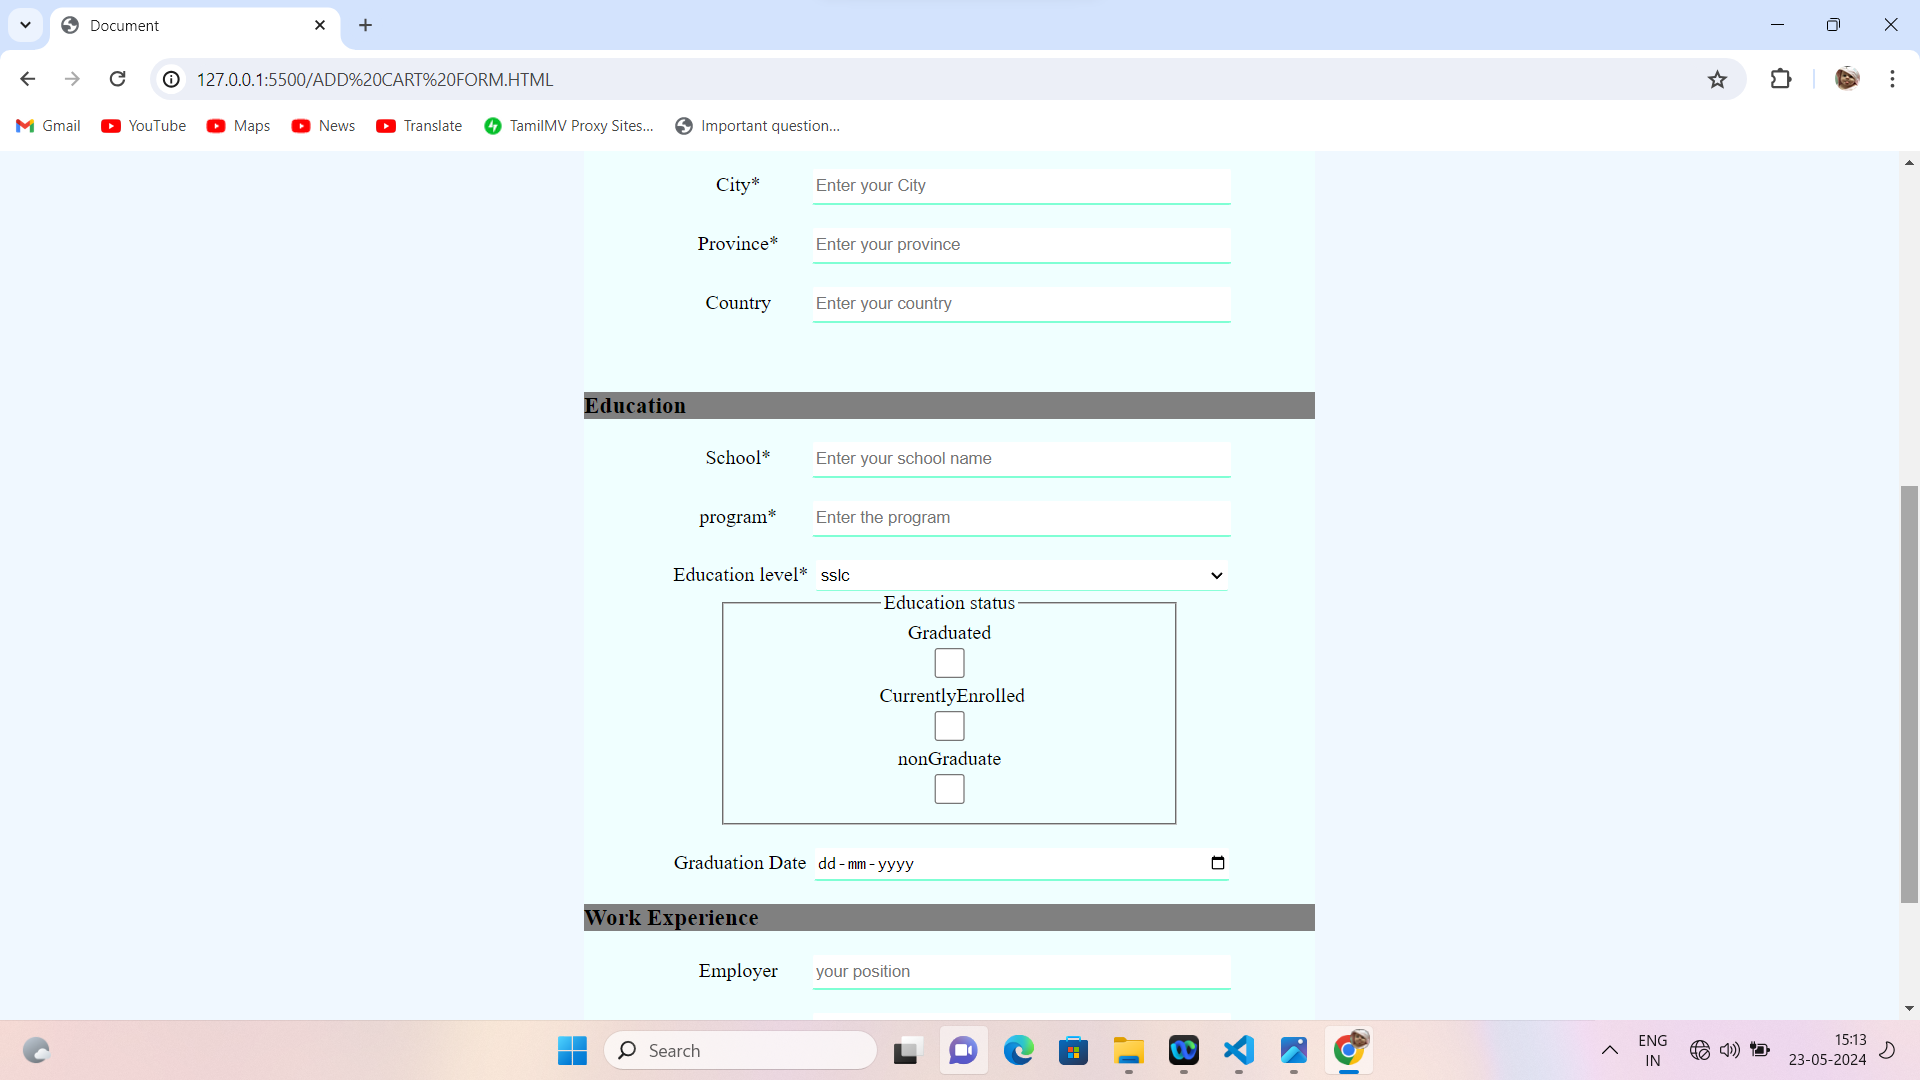 Document
127.0.0.1:5500/ADD%20CART%20FORM.HTML
Gmail YouTube Maps News Translate TamilMV Proxy Sites... Important question...
City* Enter your City
Province* Enter your province
Country Enter your country
Education
School* Enter your school name
program* Enter the program
Education level* sslc
Education status
Graduated
CurrentlyEnrolled
nonGraduate
Graduation Date dd-mm-yyyy
Work Experience
Employer your position
Search
ENG
IN
15:13
23-05-2024